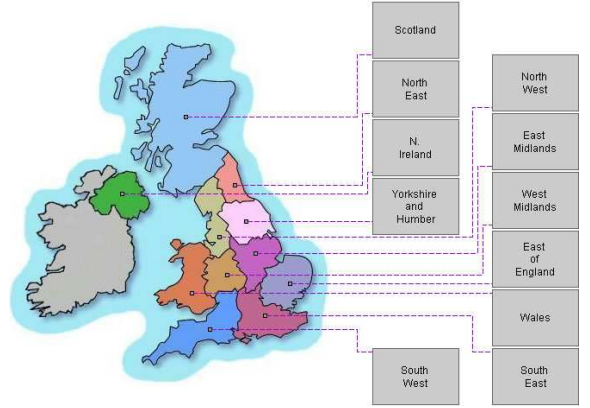 Scotland
North
East
N.
Ireland
Yorkshire
and
Humber
South
West
North
West
East
Midlands
West
Midlands
East
of
England
Wales
South
East